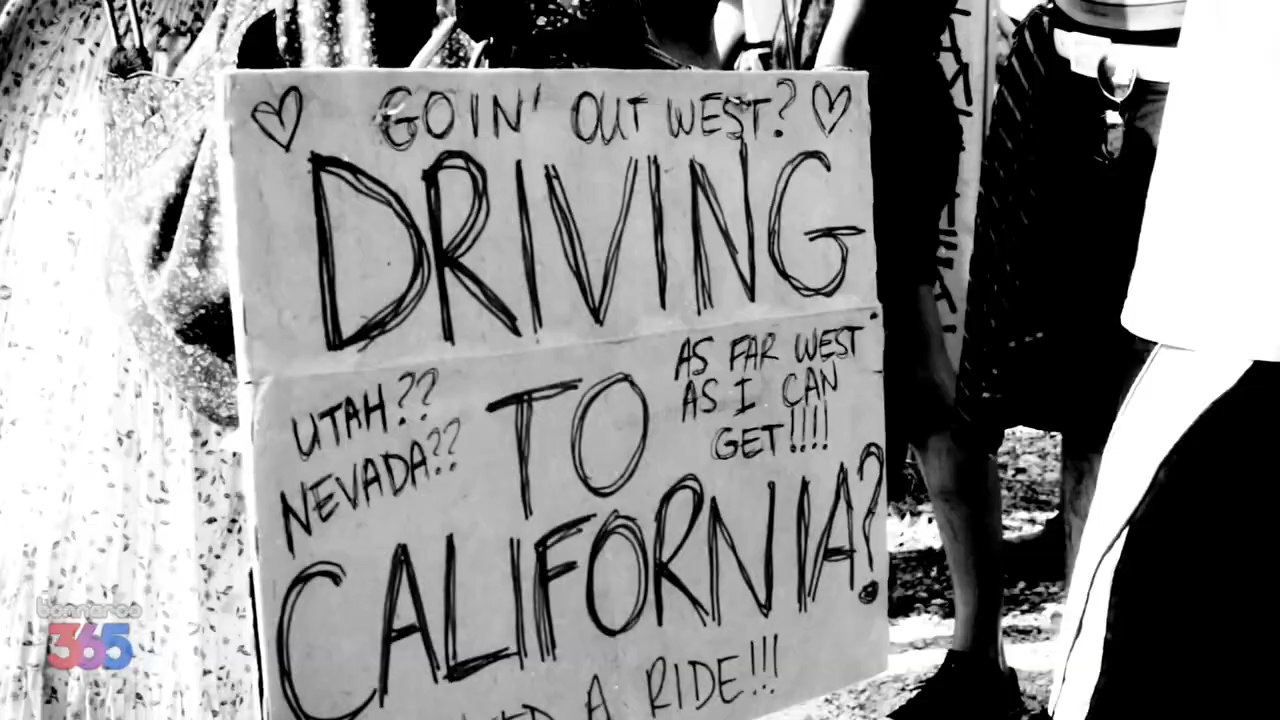 GOIN' OUT WEST?
DRIVING
UTAH??
NEVADA??
TO
AS FAR WEST
AS I CAN
GET!!!!
CALIFORNIA?
A RIDE!!!
bonnaroo
365